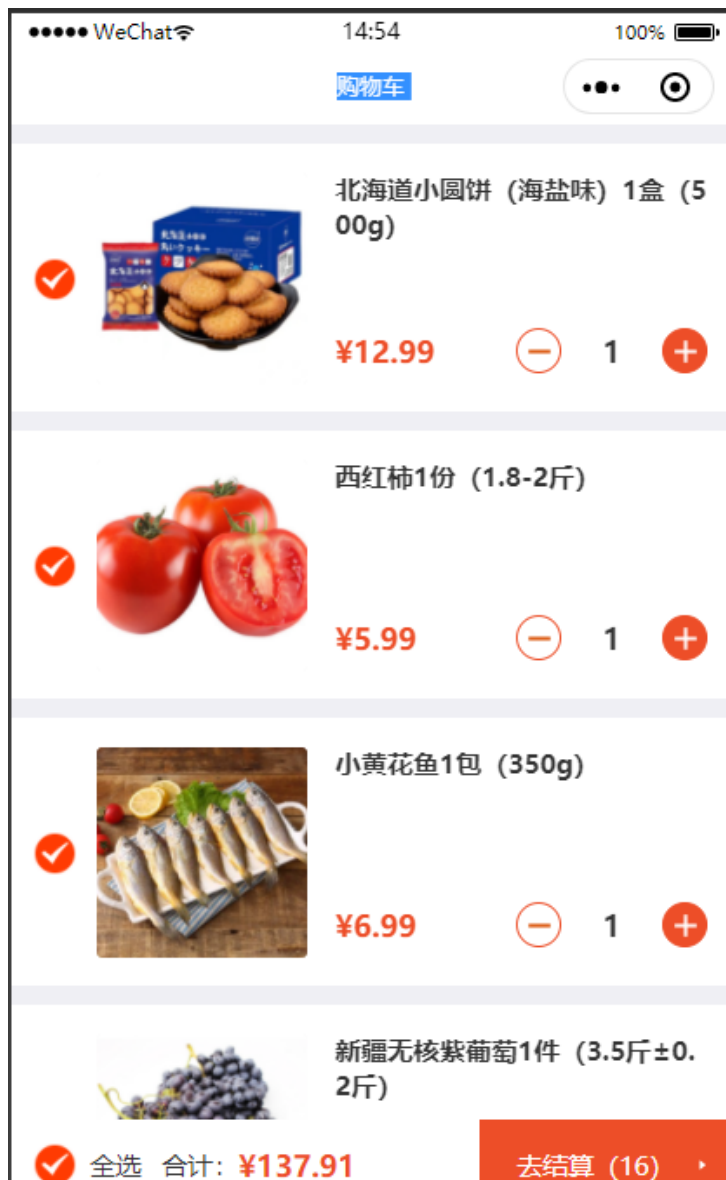 WeChat 14:54 100%
购物车
北海道小圆饼（海盐味）1盒（5
00g）
¥12.99 1
西红柿1份（1.8-2斤）
¥5.99 1
小黄花鱼1包（350g）
¥6.99 1
新疆无核紫葡萄1件（3.5斤±0.
2斤）
全选 合计：¥137.91 去结算（16）